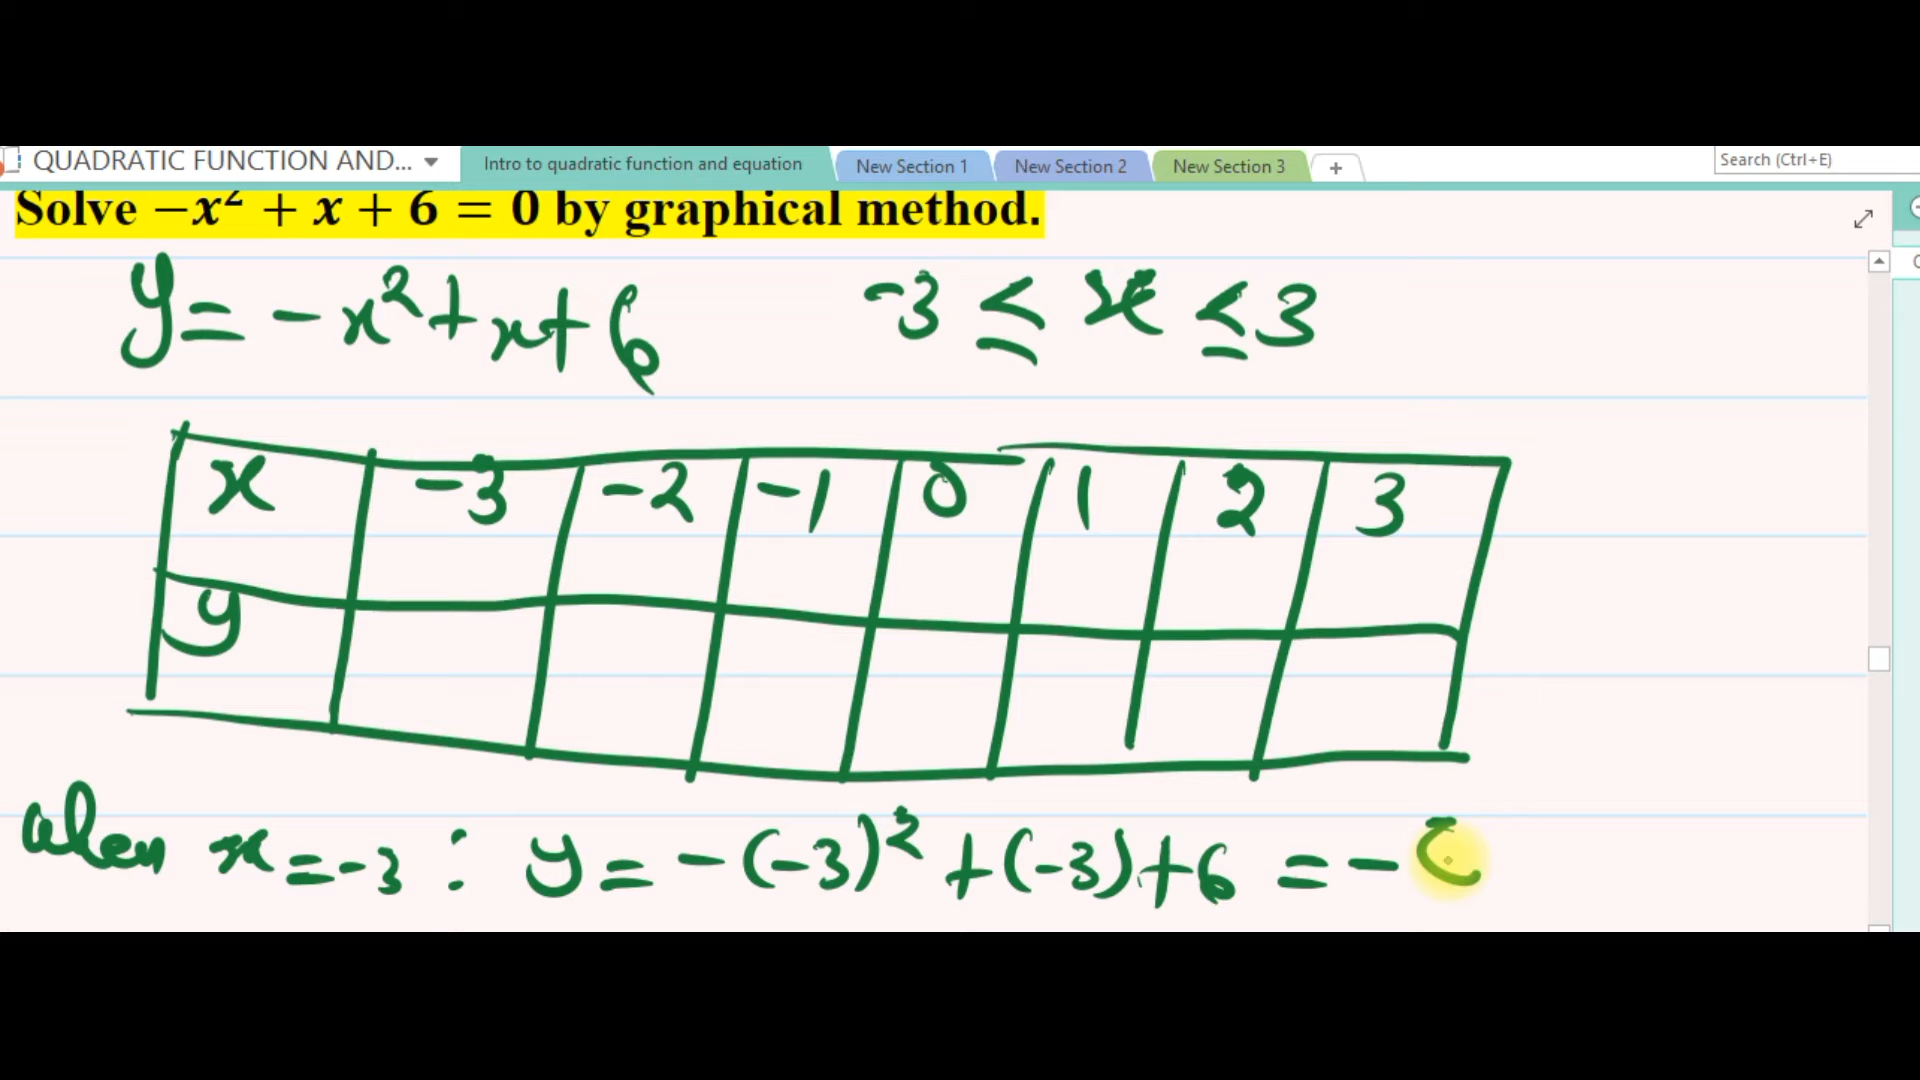 QUADRATIC FUNCTION AND... Intro to quadratic function and equation New Section 1 New Section 2 New Section 3 + Search (Ctrl+E)
Solve −x² + x + 6 = 0 by graphical method.
y = -x² + x + 6 -3 ≤ x ≤ 3
x -3 -2 -1 0 1 2 3
y
when x = -3 : y = -(-3)² + (-3) + 6 = -